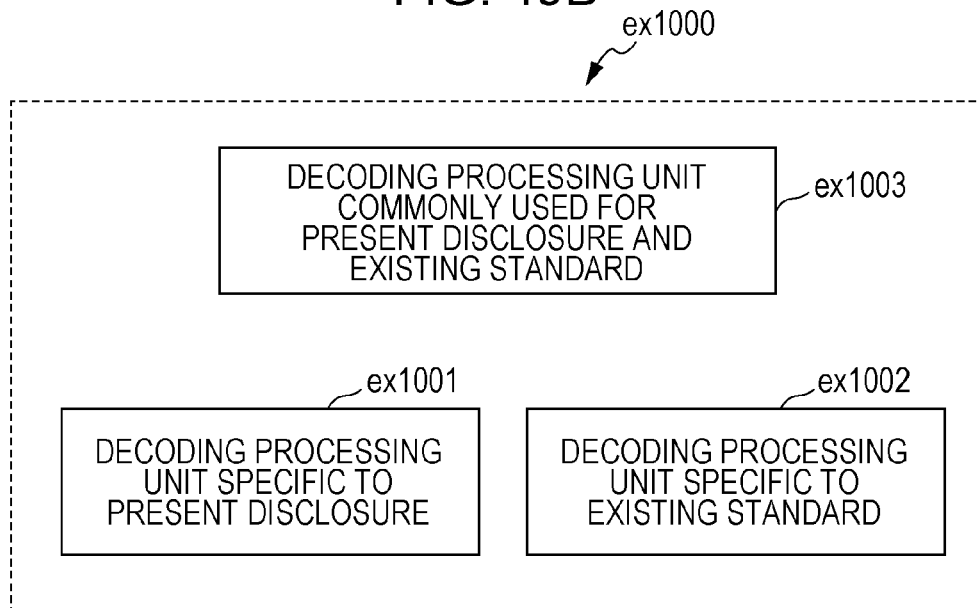 ex1000
DECODING PROCESSING UNIT
COMMONLY USED FOR
PRESENT DISCLOSURE AND
EXISTING STANDARD
ex1003
ex1001
DECODING PROCESSING
UNIT SPECIFIC TO
PRESENT DISCLOSURE
ex1002
DECODING PROCESSING
UNIT SPECIFIC TO
EXISTING STANDARD